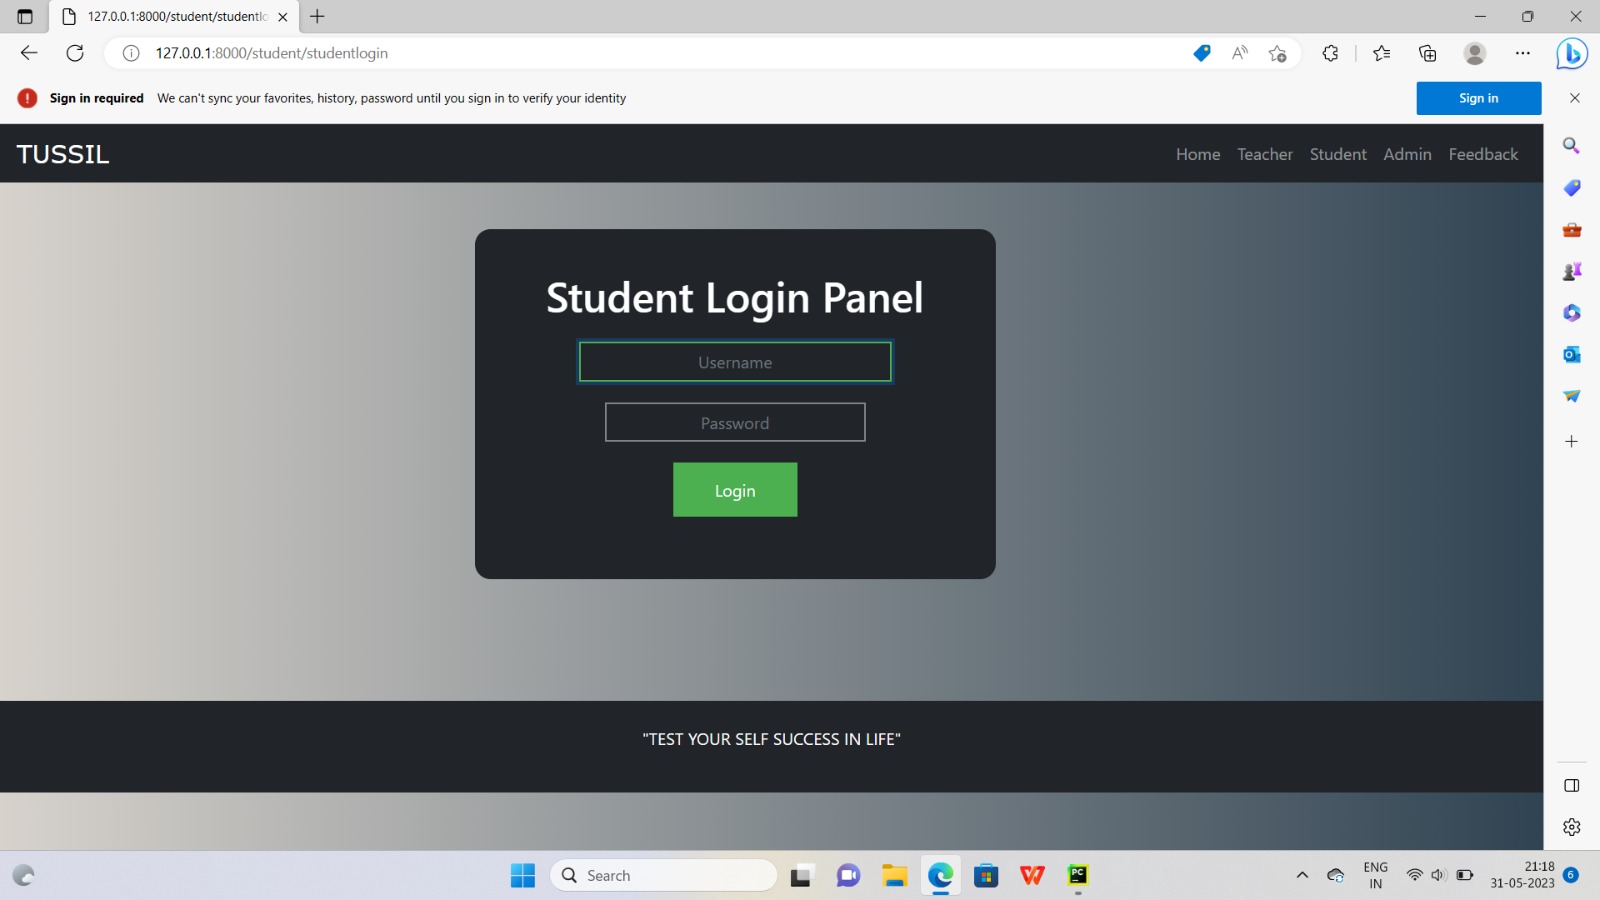 127.0.0.1:8000/student/studentlo
127.0.0.1:8000/student/studentlogin
Sign in required We can't sync your favorites, history, password until you sign in to verify your identity
Sign in
TUSSIL
Home Teacher Student Admin Feedback
Student Login Panel
Username
Password
Login
"TEST YOUR SELF SUCCESS IN LIFE"
Search
PC
ENG
IN
21:18
31-05-2023
6